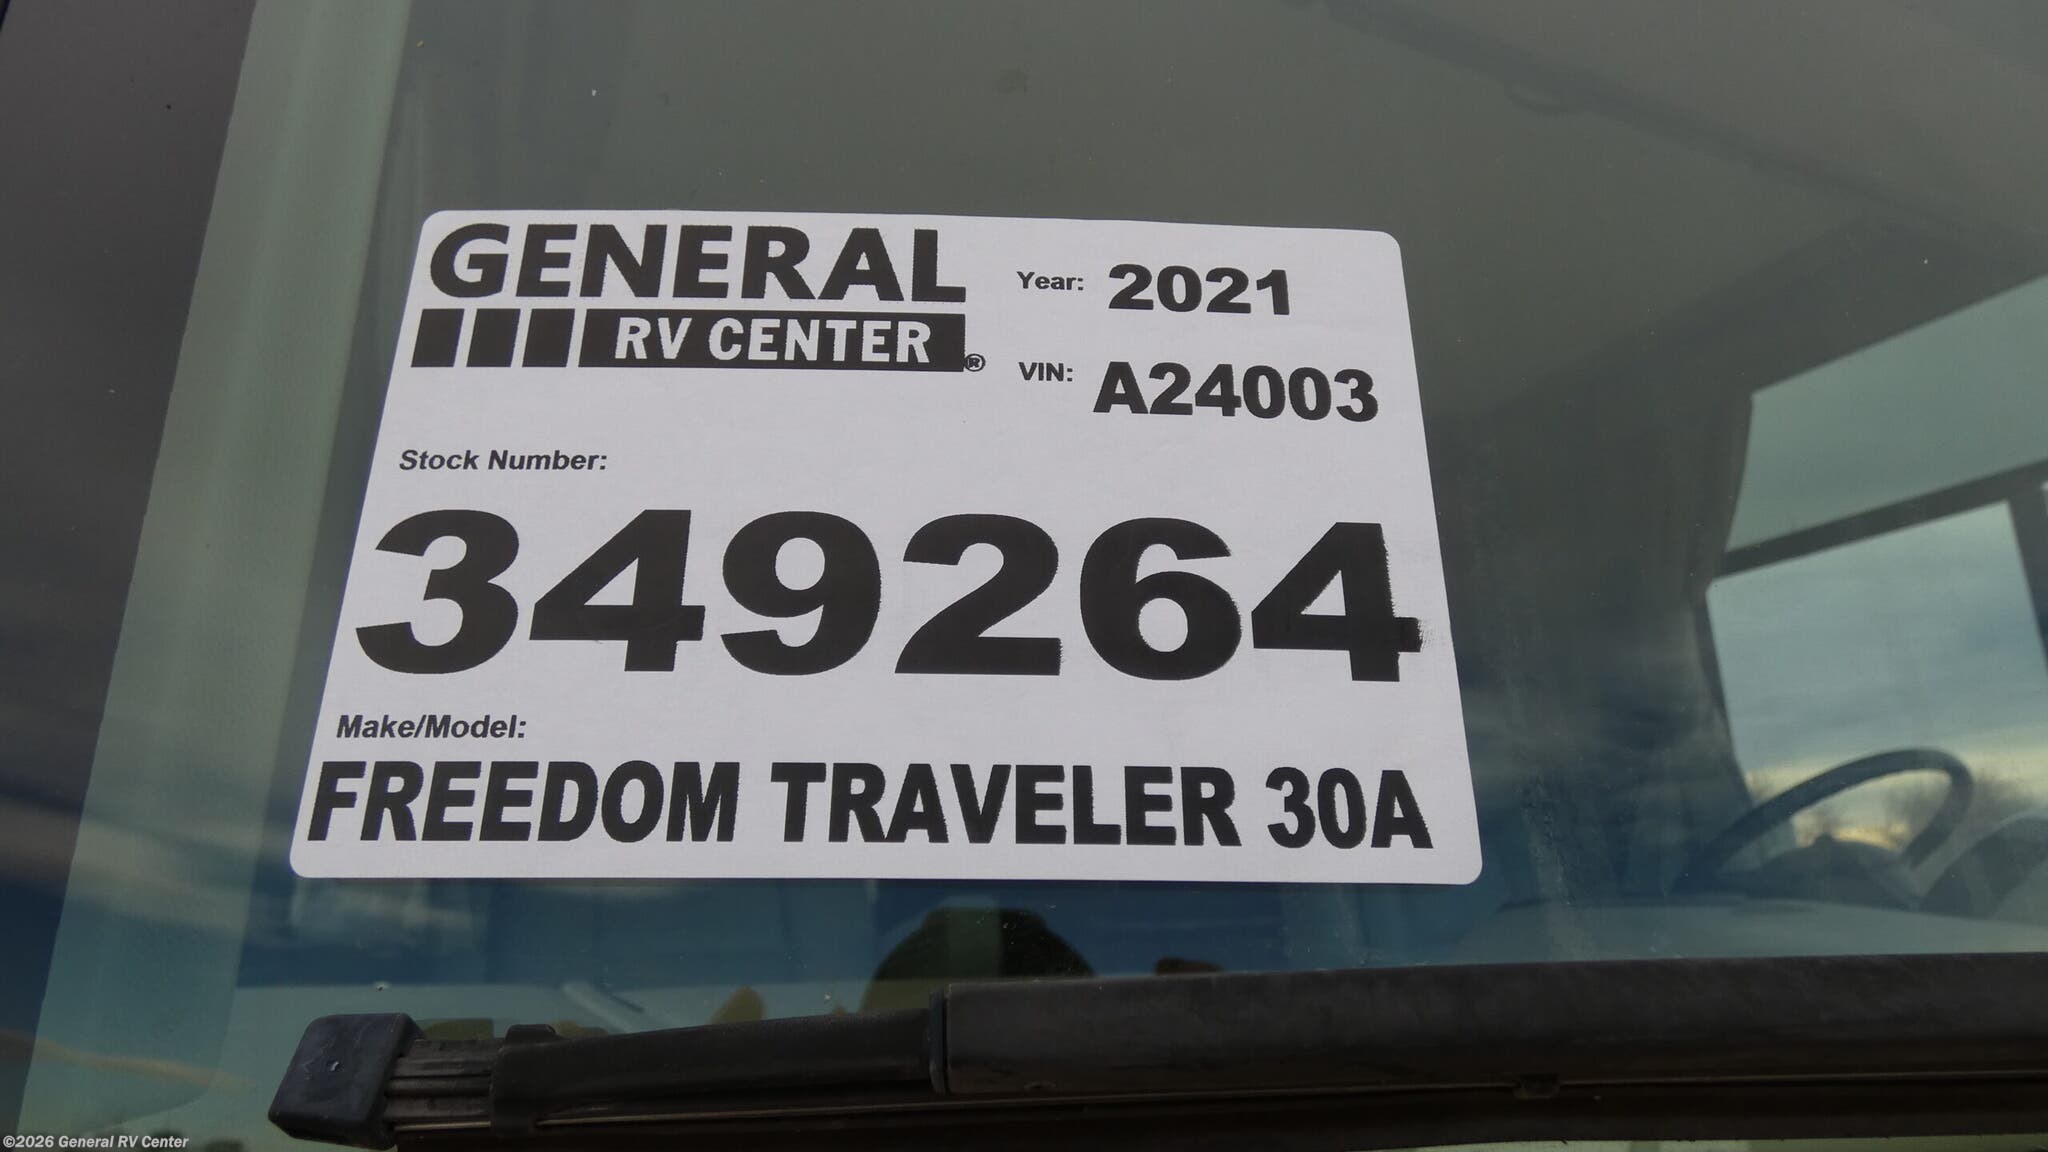 GENERAL
RV CENTER®
Year: 2021
VIN: A24003
Stock Number:
349264
Make/Model:
FREEDOM TRAVELER 30A
©2026 General RV Center